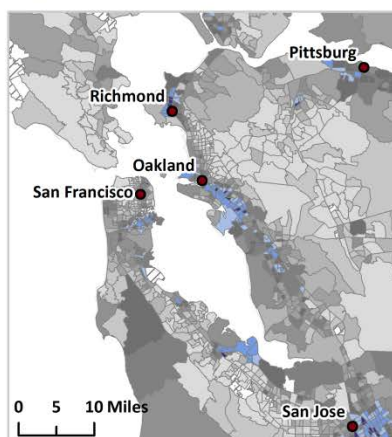 Pittsburg
Richmond
Oakland
San Francisco
San Jose
0 5 10 Miles